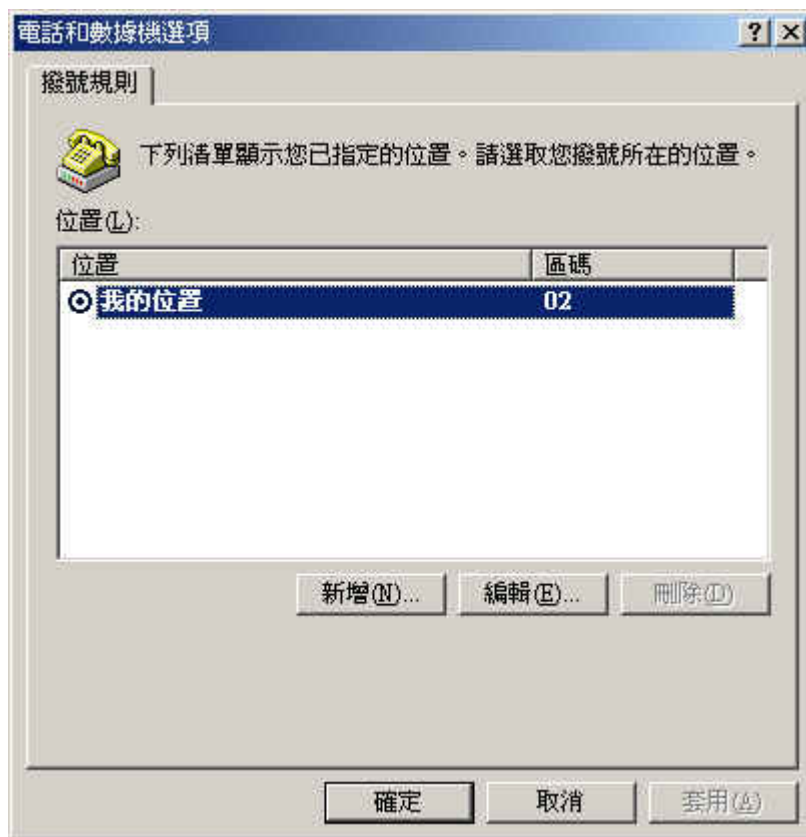 電話和數據機選項
撥號規則
下列清單顯示您已指定的位置。請選取您撥號所在的位置。
位置(L):
位置 區碼
我的位置 02
新增(N)... 編輯(E)... 刪除(D)
確定 取消 套用(A)